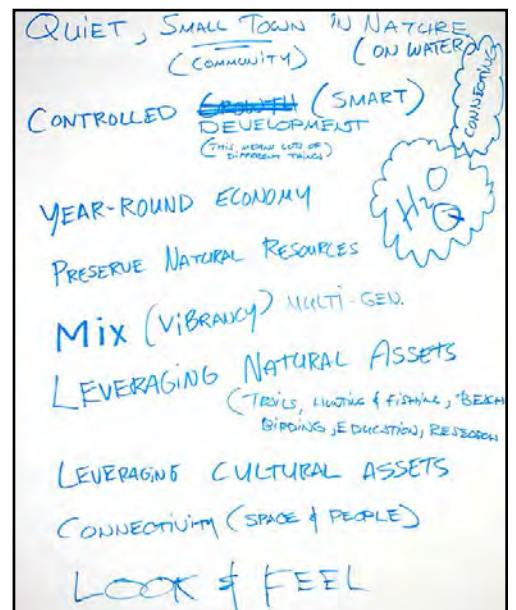 QUIET, SMALL TOWN IN NATURE
(COMMUNITY) (ON WATER)
CONNECTING
CONTROLLED GROWTH (SMART)
DEVELOPMENT
(THIS MEANS LOTS OF
DIFFERENT THINGS)
H2O
YEAR-ROUND ECONOMY
PRESERVE NATURAL RESOURCES
MIX (VIBRANCY) MULTI-GEN.
LEVERAGING NATURAL ASSETS
(TRAILS, HUNTING & FISHING, BEACH
BIRDING, EDUCATION, RESEARCH
LEVERAGING CULTURAL ASSETS
CONNECTIVITY (SPACE & PEOPLE)
LOOK & FEEL